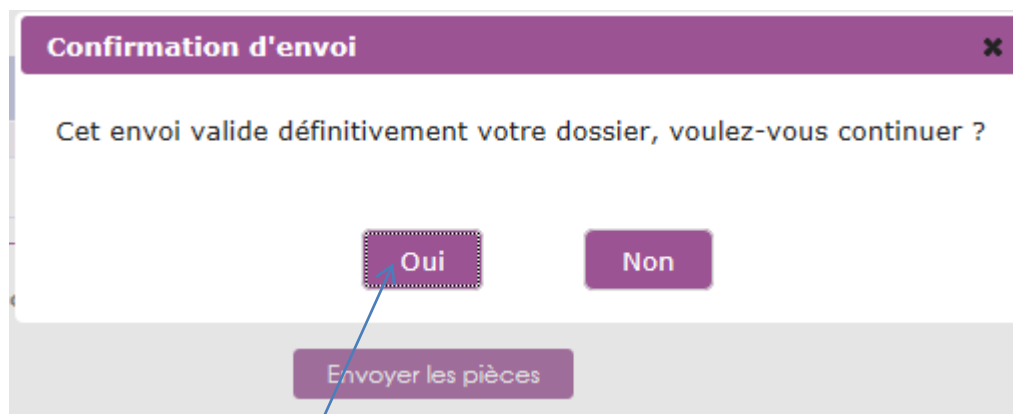 Confirmation d'envoi
Cet envoi valide définitivement votre dossier, voulez-vous continuer ?
Oui Non
Envoyer les pièces